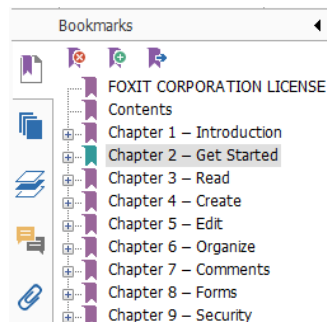 Bookmarks
FOXIT CORPORATION LICENSE
Contents
Chapter 1 – Introduction
Chapter 2 – Get Started
Chapter 3 – Read
Chapter 4 – Create
Chapter 5 – Edit
Chapter 6 – Organize
Chapter 7 – Comments
Chapter 8 – Forms
Chapter 9 – Security